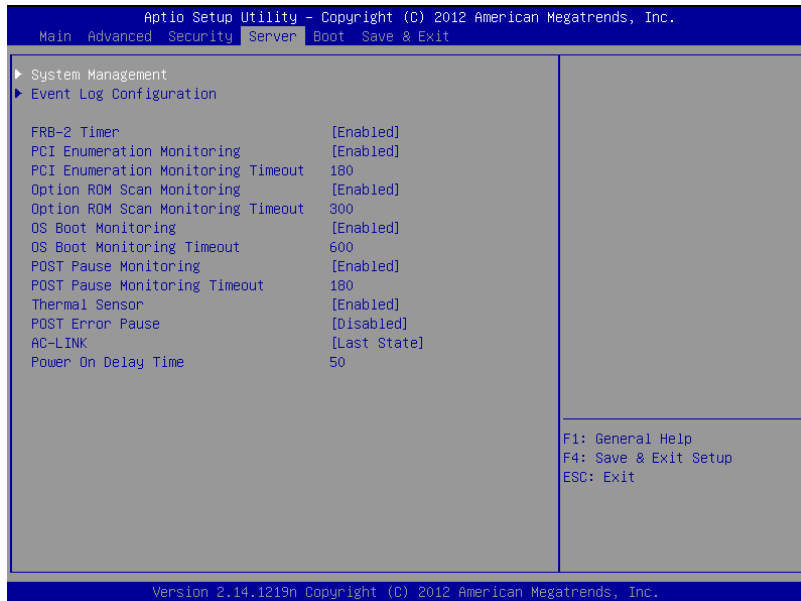 Aptio Setup Utility – Copyright (C) 2012 American Megatrends, Inc.
Main Advanced Security Server Boot Save & Exit
System Management
Event Log Configuration
FRB-2 Timer [Enabled]
PCI Enumeration Monitoring [Enabled]
PCI Enumeration Monitoring Timeout 180
Option ROM Scan Monitoring [Enabled]
Option ROM Scan Monitoring Timeout 300
OS Boot Monitoring [Enabled]
OS Boot Monitoring Timeout 600
POST Pause Monitoring [Enabled]
POST Pause Monitoring Timeout 180
Thermal Sensor [Enabled]
POST Error Pause [Disabled]
AC-LINK [Last State]
Power On Delay Time 50
F1: General Help
F4: Save & Exit Setup
ESC: Exit
Version 2.14.1219n Copyright (C) 2012 American Megatrends, Inc.